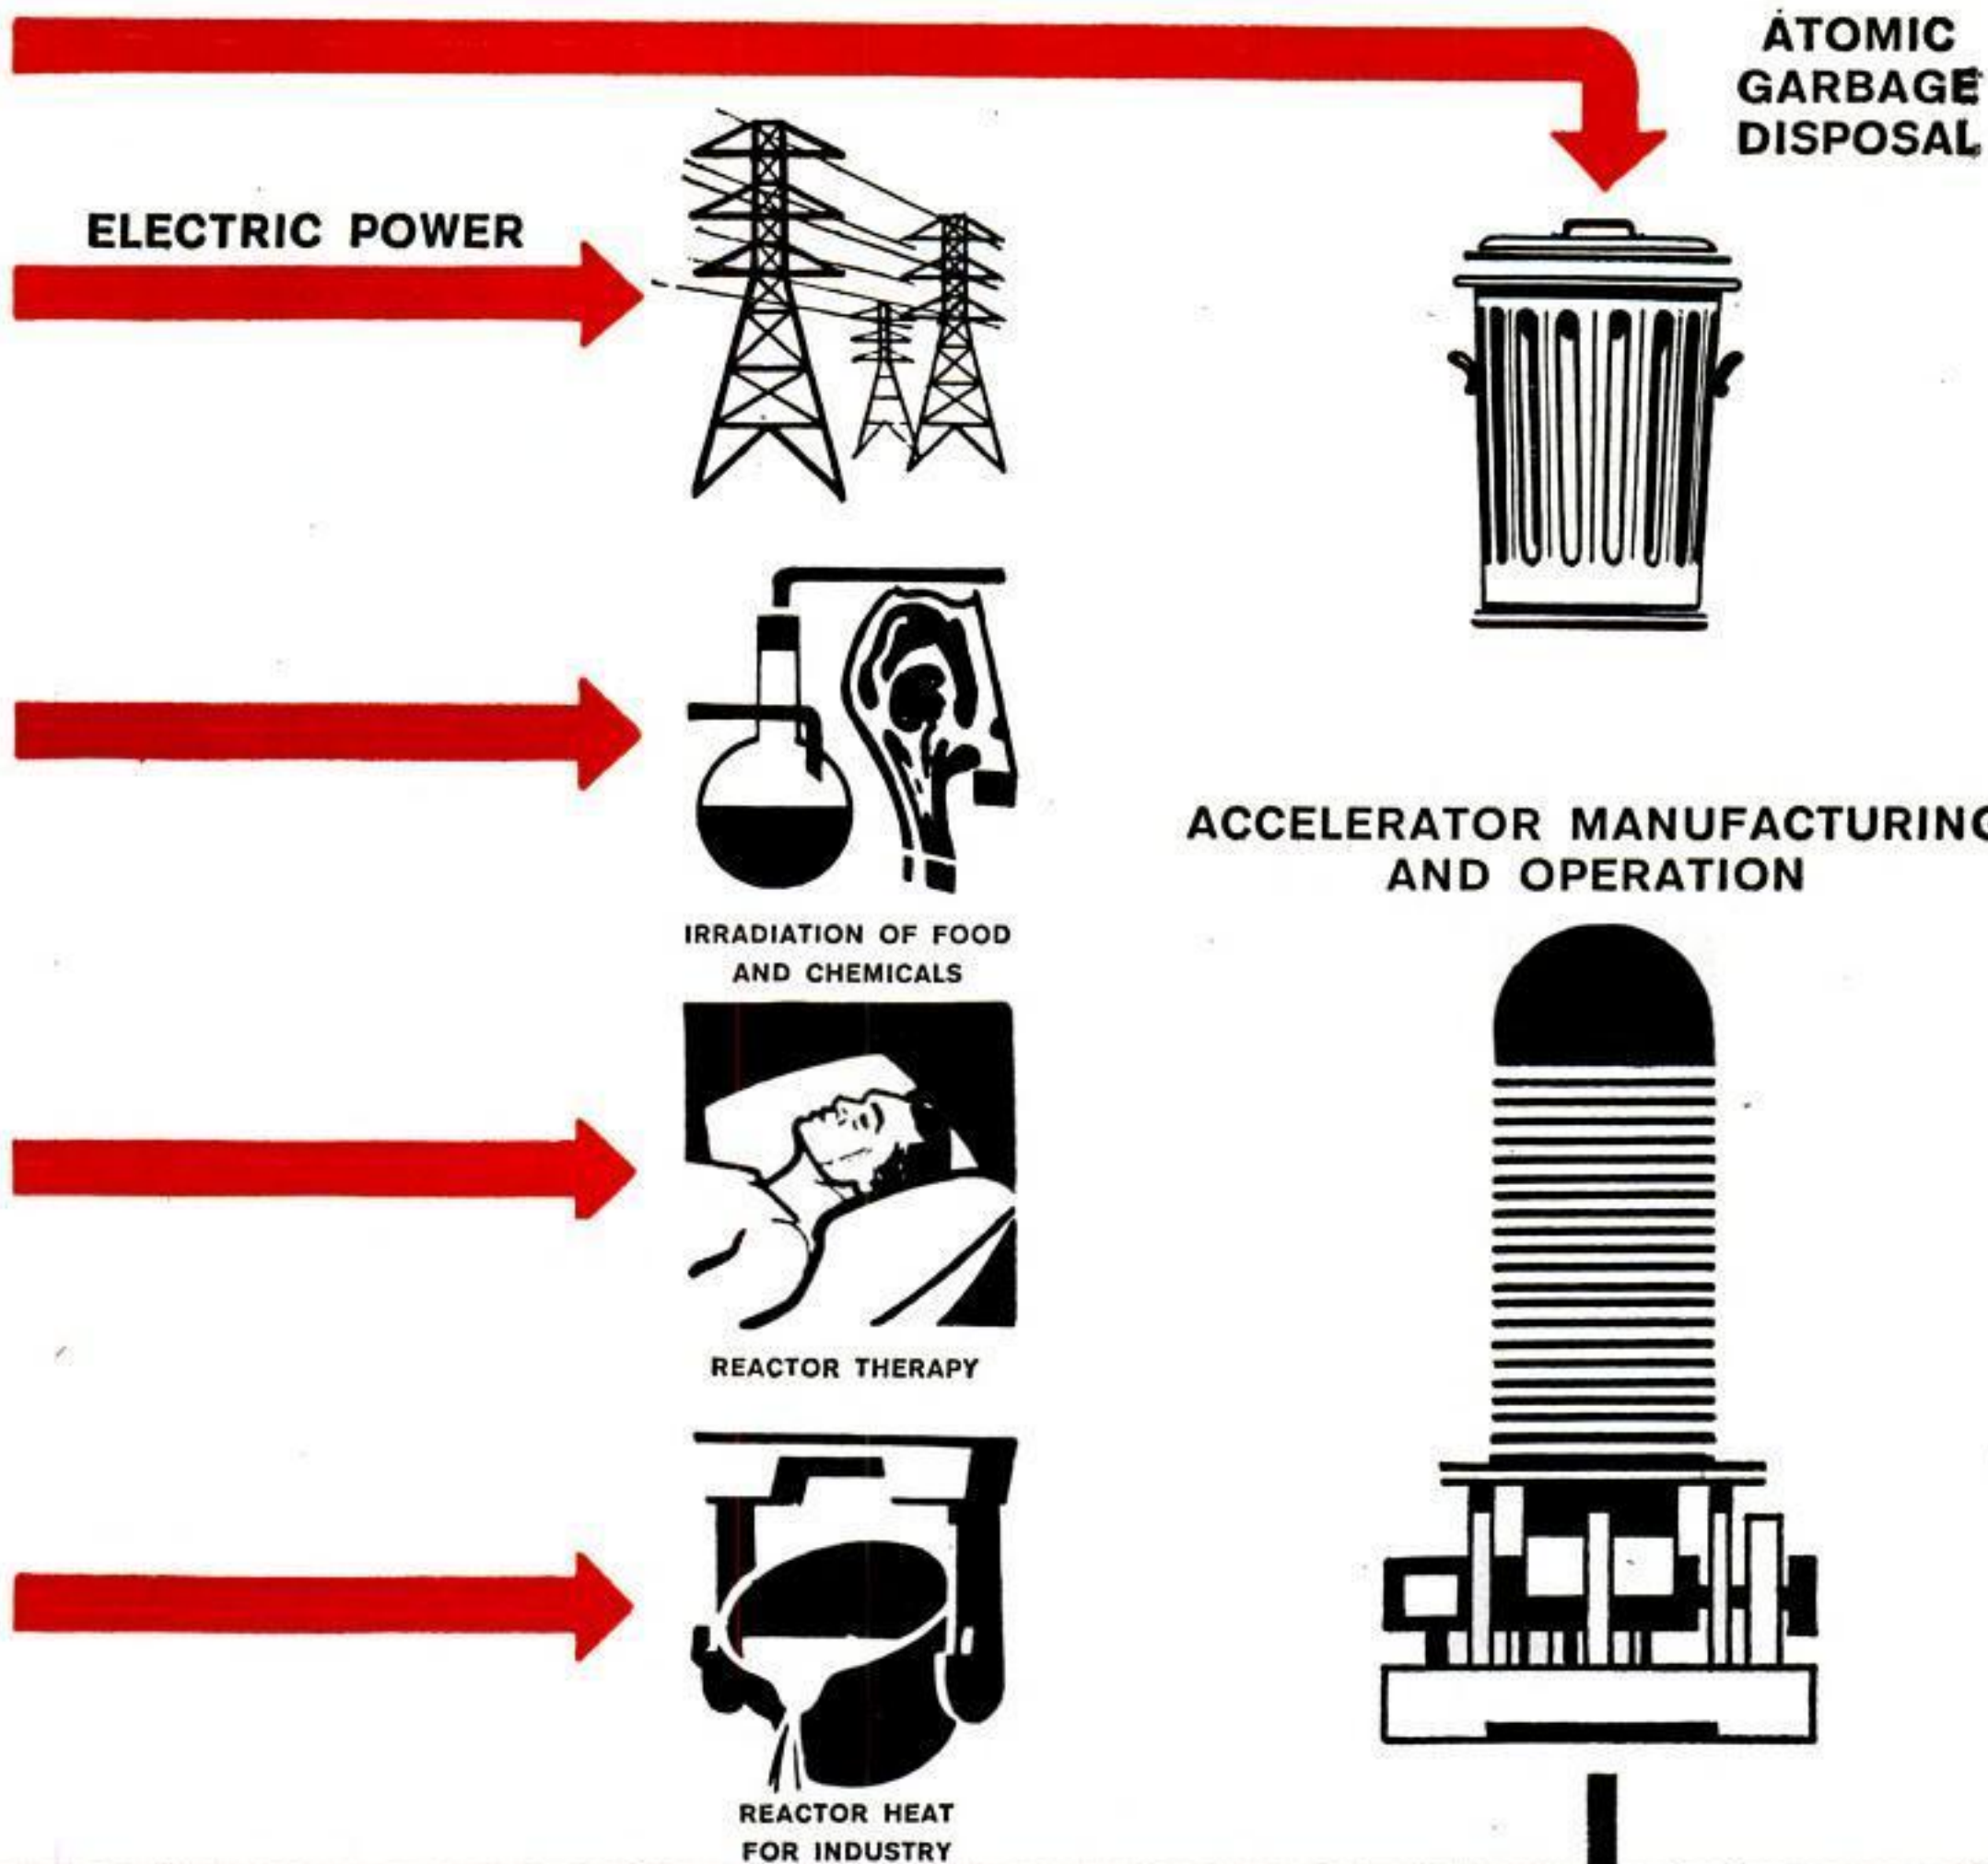 ATOMIC
GARBAGE
DISPOSAL
ELECTRIC POWER
IRRADIATION OF FOOD
AND CHEMICALS
REACTOR THERAPY
REACTOR HEAT
FOR INDUSTRY
ACCELERATOR MANUFACTURING
AND OPERATION